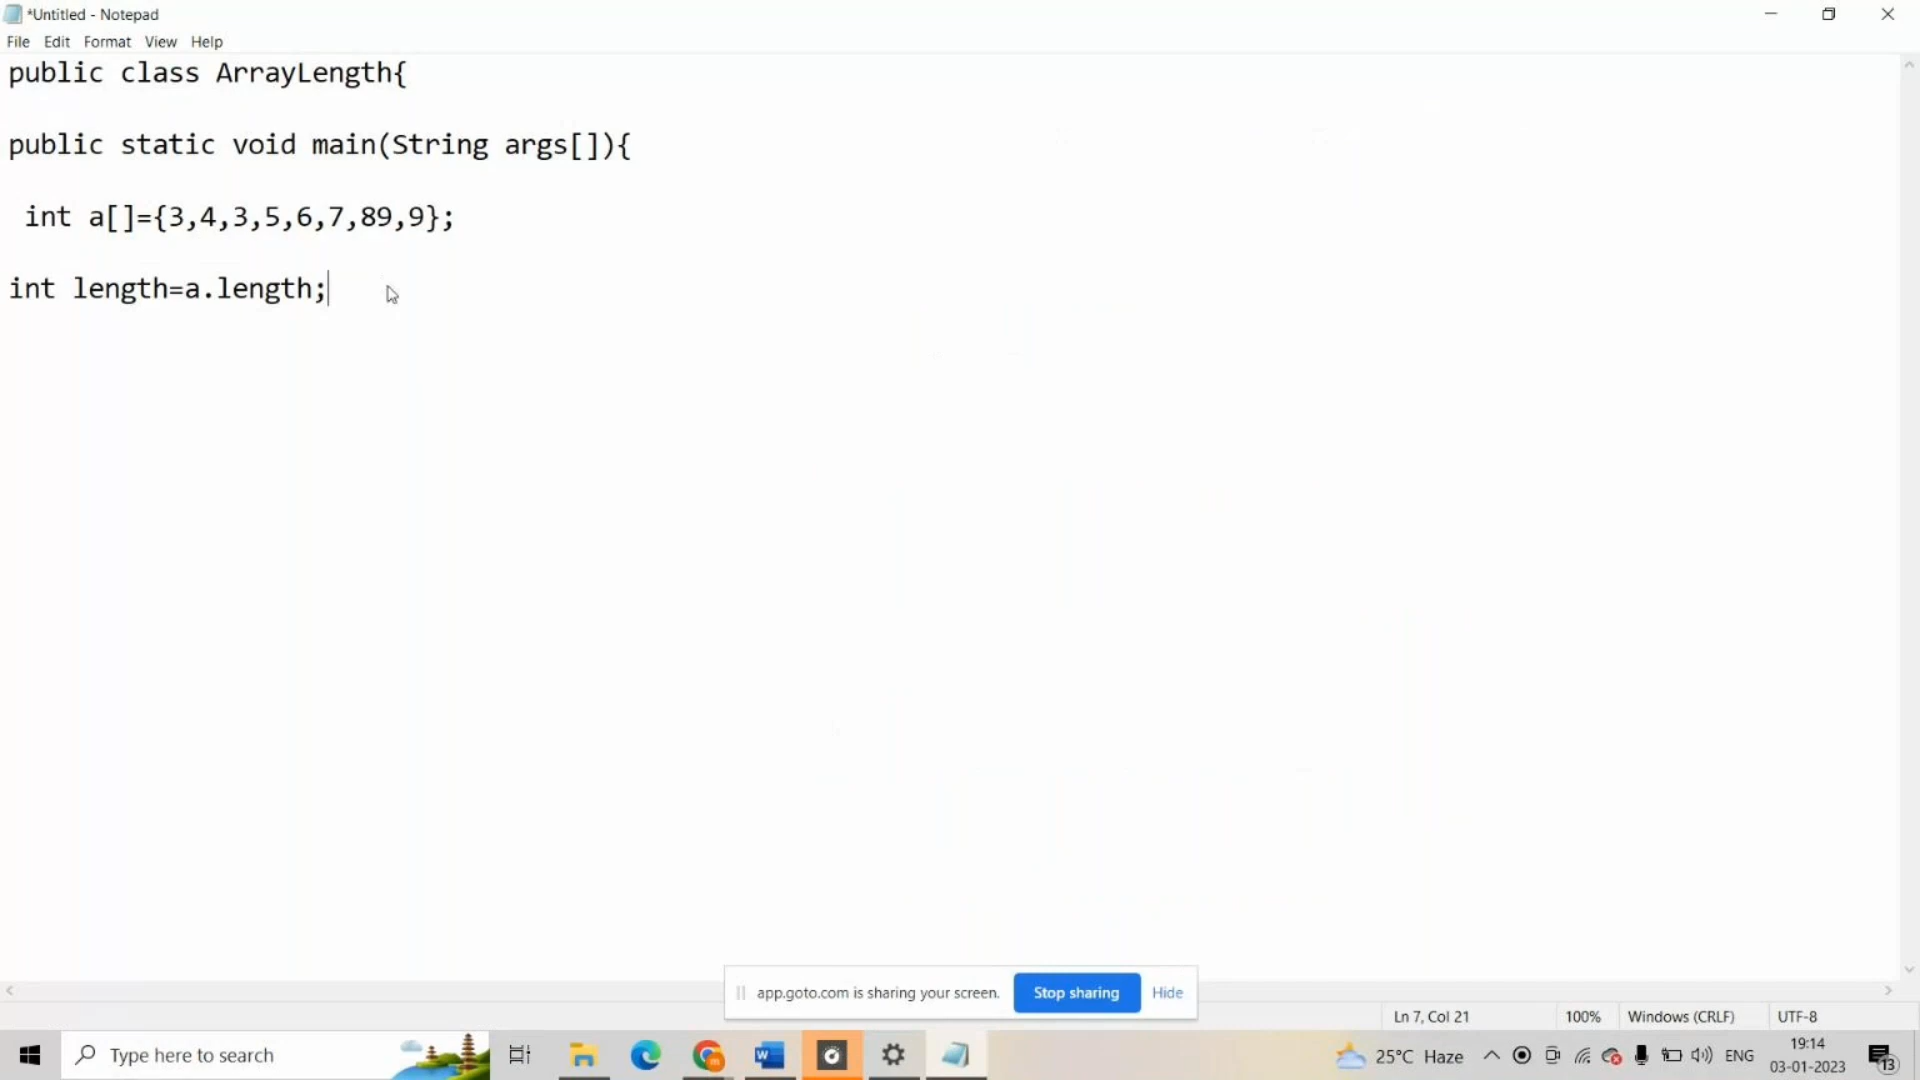 *Untitled - Notepad
File Edit Format View Help
public class ArrayLength{
public static void main(String args[]){
int a[]={3,4,3,5,6,7,89,9};
int length=a.length;
app.goto.com is sharing your screen. Stop sharing Hide
Ln 7, Col 21 100% Windows (CRLF) UTF-8
Type here to search 25°C Haze ENG 19:14
03-01-2023 13